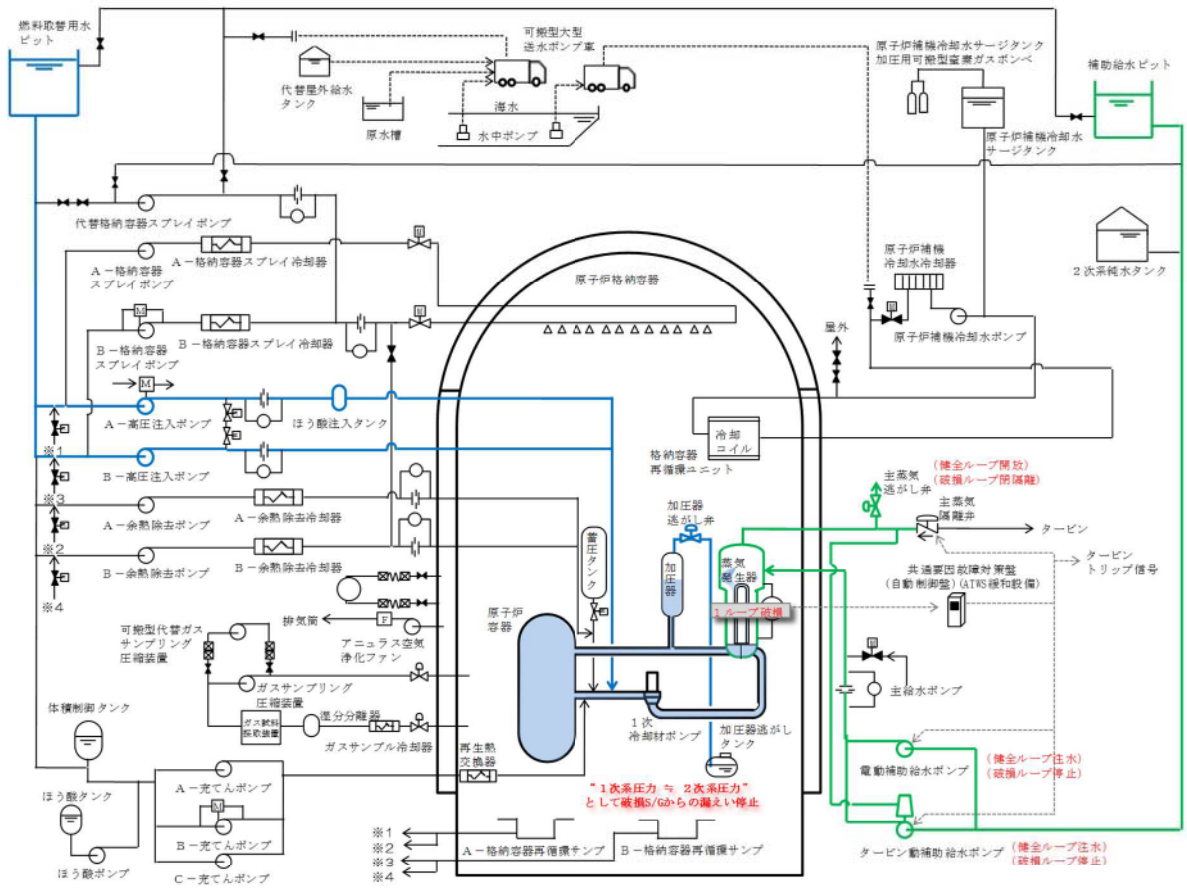 燃料取替用水
ピット
可搬型大型
送水ポンプ車
代替屋外給水
タンク
原水槽
海水
水中ポンプ
原子炉補機冷却水サージタンク
加圧用可搬型窒素ガスボンベ
原子炉補機冷却水
サージタンク
補助給水ピット
2次系純水タンク
代替格納容器スプレイポンプ
A-格納容器スプレイ冷却器
A-格納容器
スプレイポンプ
M
M
B-格納容器スプレイ冷却器
B-格納容器
スプレイポンプ
M
M
A-高圧注入ポンプ
ほう酸注入タンク
※1
B-高圧注入ポンプ
※3
A-余熱除去ポンプ
A-余熱除去冷却器
※2
B-余熱除去ポンプ
B-余熱除去冷却器
※4
原子炉格納容器
原子炉補機
冷却水冷却器
M
原子炉補機冷却水ポンプ
屋外
冷却
コイル
格納容器
再循環ユニット
主蒸気
逃がし弁
(健全ループ開放)
(破損ループ閉隔離)
主蒸気
隔離弁
タービン
タービン
トリップ信号
共通要因故障対策盤
(自動制御盤)(ATWS緩和設備)
加圧器
逃がし弁
蓄圧タンク
加圧器
蒸気
発生器
1ループ破損
原子炉
容器
排気筒
F
アニュラス空気
浄化ファン
可搬型代替ガス
サンプリング
圧縮装置
ガスサンプリング
圧縮装置
ガス試料
採取装置
湿分分離器
ガスサンプル冷却器
M
主給水ポンプ
1次
冷却材ポンプ
加圧器逃がし
タンク
再生熱
交換器
体積制御タンク
ほう酸タンク
ほう酸ポンプ
A-充てんポンプ
M
B-充てんポンプ
C-充てんポンプ
“1次系圧力 ≒ 2次系圧力”
として破損S/Gからの漏えい停止
※1
※2
※3
※4
A-格納容器再循環サンプ
B-格納容器再循環サンプ
電動補助給水ポンプ
(健全ループ注水)
(破損ループ停止)
タービン動補助給水ポンプ
(健全ループ注水)
(破損ループ停止)